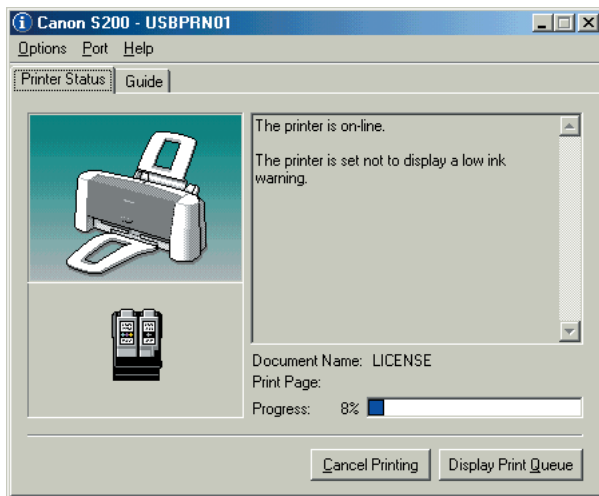 Canon S200 - USBPRN01
Options Port Help
Printer Status Guide
The printer is on-line.
The printer is set not to display a low ink
warning.
Document Name: LICENSE
Print Page:
Progress: 8%
Cancel Printing Display Print Queue